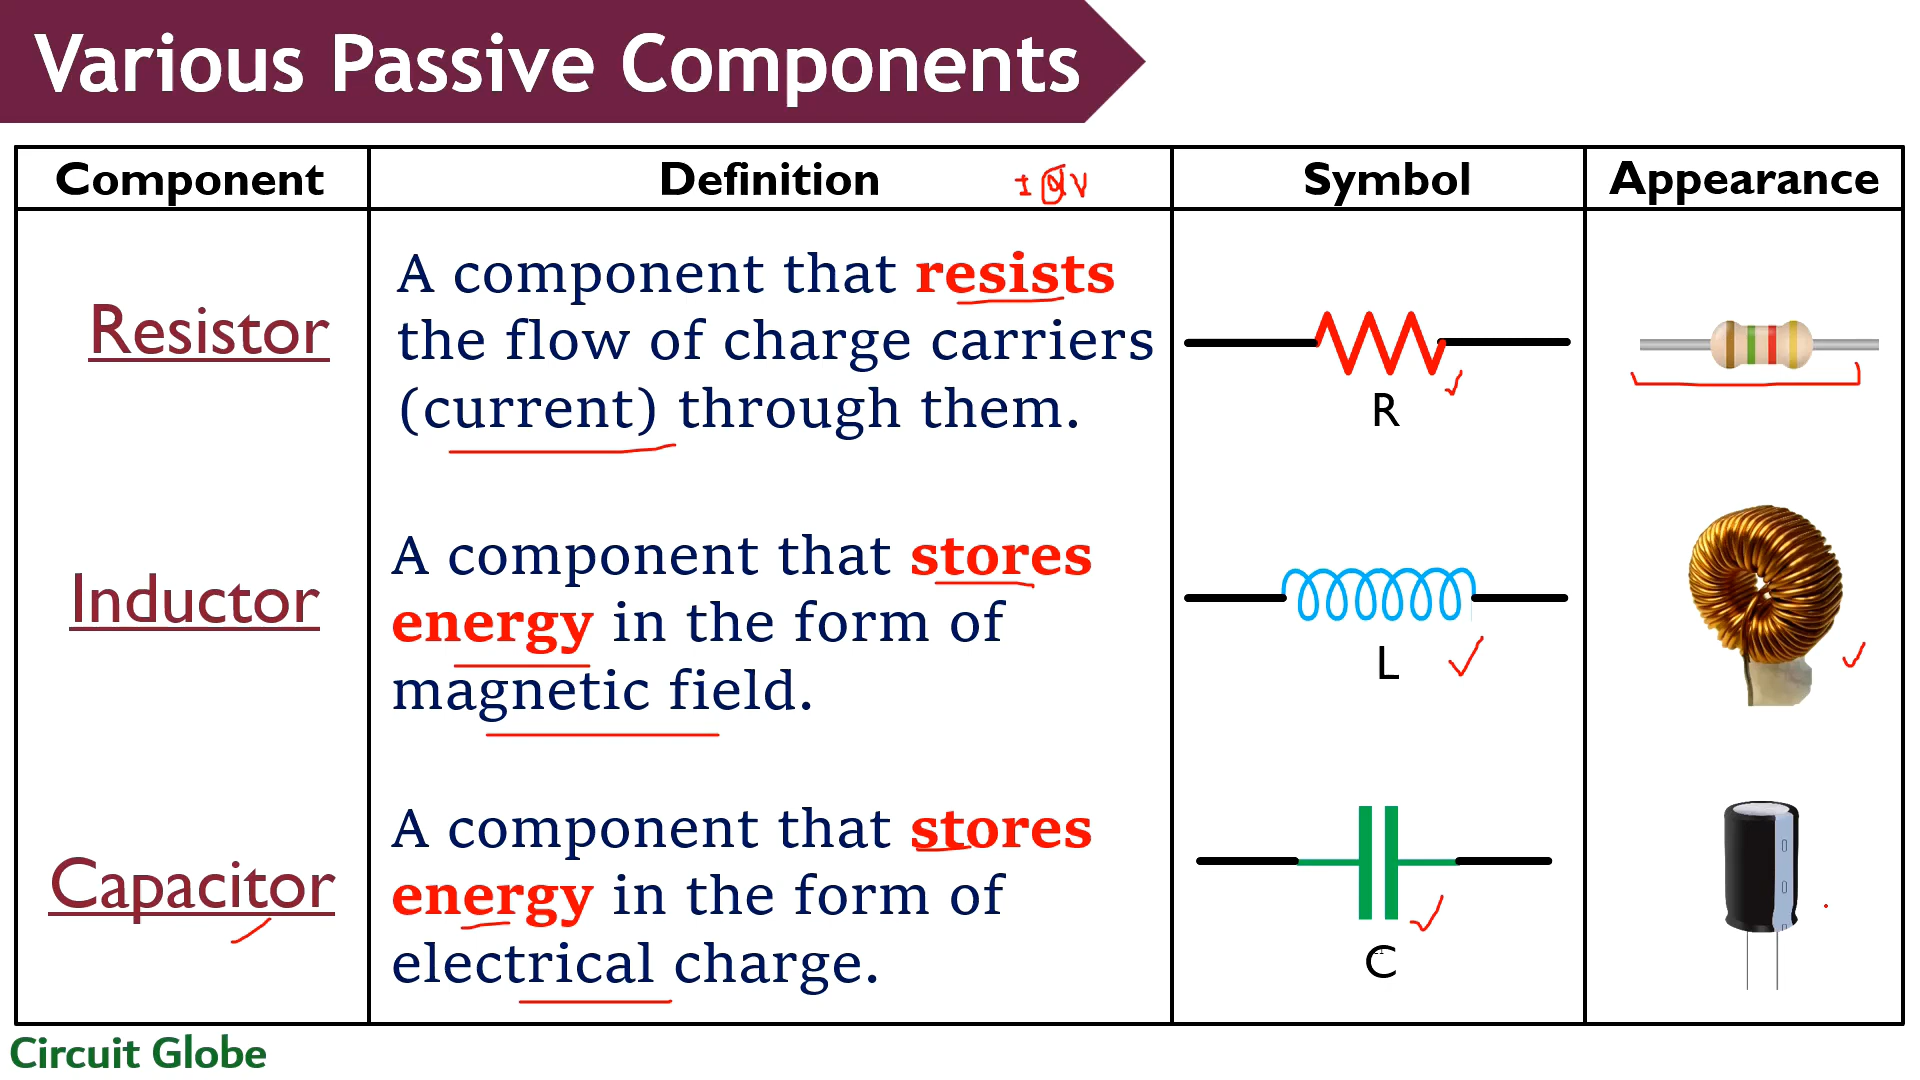 Various Passive Components
Component
Definition
Symbol
Appearance
Resistor
A component that resists
the flow of charge carriers
(current) through them.
R
Inductor
A component that stores
energy in the form of
magnetic field.
L
Capacitor
A component that stores
energy in the form of
electrical charge.
C
Circuit Globe